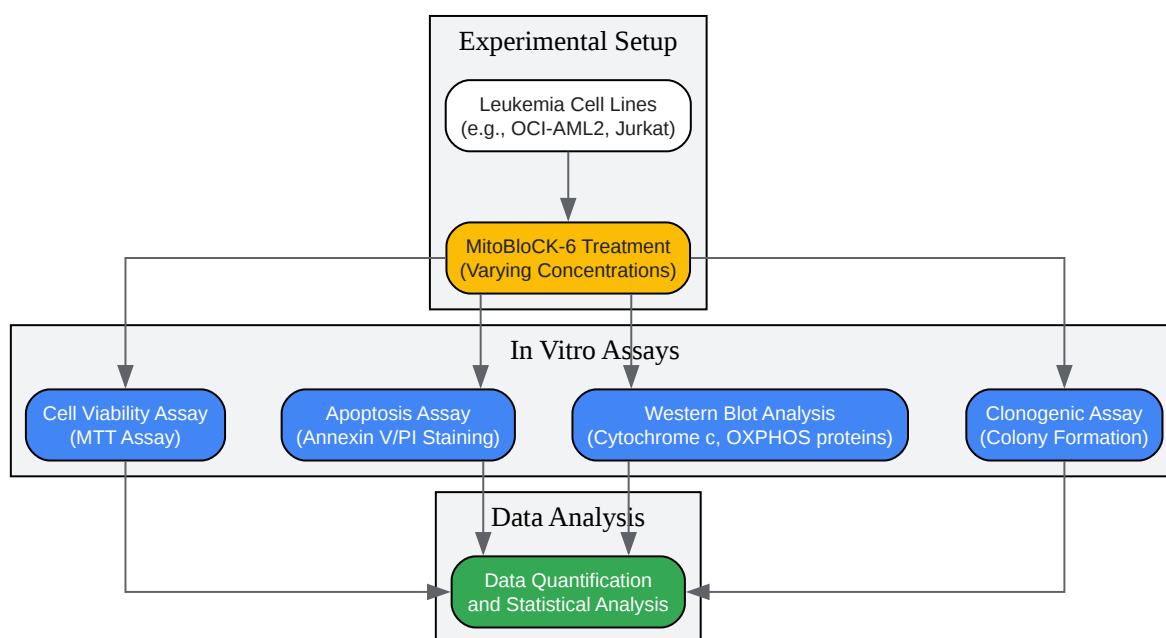 Experimental Setup
Leukemia Cell Lines
(e.g., OCI-AML2, Jurkat)
MitoBloCK-6 Treatment
(Varying Concentrations)
In Vitro Assays
Cell Viability Assay
(MTT Assay)
Apoptosis Assay
(Annexin V/PI Staining)
Western Blot Analysis
(Cytochrome c, OXPHOS proteins)
Clonogenic Assay
(Colony Formation)
Data Analysis
Data Quantification
and Statistical Analysis